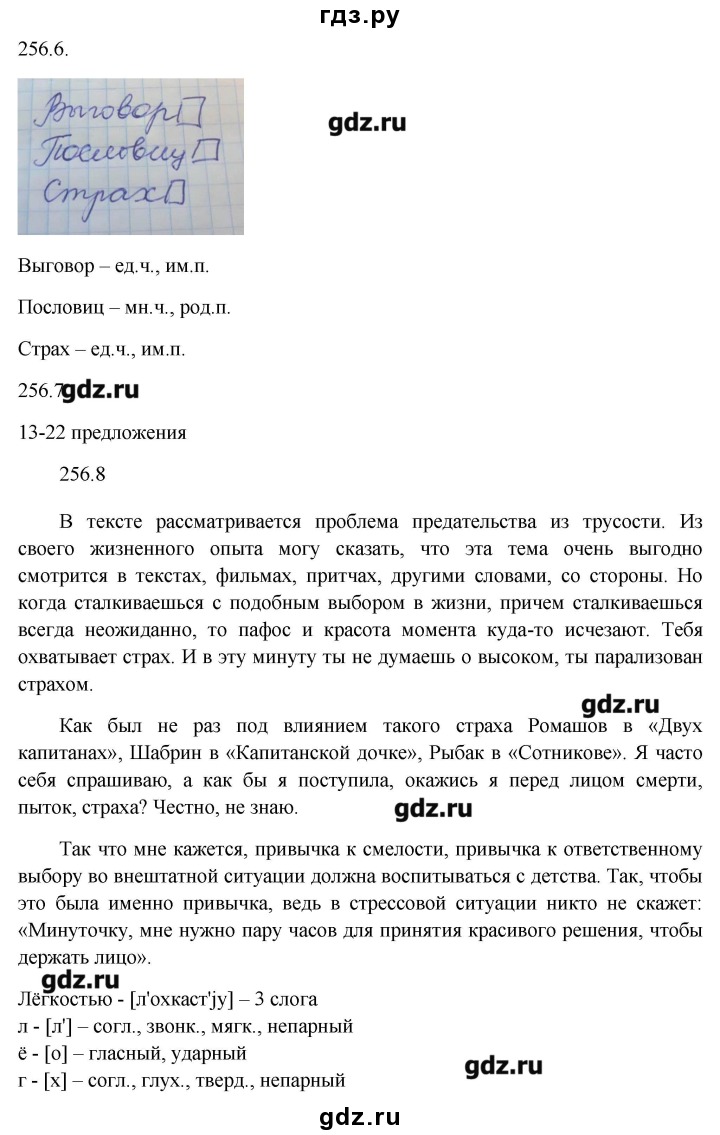 гдз.ру
256.6.
Выговор
Пословиц
Страх
gdz.ru
Выговор – ед.ч., им.п.
Пословиц – мн.ч., род.п.
Страх – ед.ч., им.п.
256.7
gdz.ru
13-22 предложения
256.8
В тексте рассматривается проблема предательства из трусости. Из
своего жизненного опыта могу сказать, что эта тема очень выгодно
смотрится в текстах, фильмах, притчах, другими словами, со стороны. Но
когда сталкиваешься с подобным выбором в жизни, причем сталкиваешься
всегда неожиданно, то пафос и красота момента куда-то исчезают. Тебя
охватывает страх. И в эту минуту ты не думаешь о высоком, ты парализован
страхом.
gdz.ru
Как был не раз под влиянием такого страха Ромашов в «Двух
капитанах», Шабрин в «Капитанской дочке», Рыбак в «Сотникове». Я часто
себя спрашиваю, а как бы я поступила, окажись я перед лицом смерти,
пыток, страха? Честно, не знаю.
gdz.ru
Так что мне кажется, привычка к смелости, привычка к ответственному
выбору во внештатной ситуации должна воспитываться с детства. Так, чтобы
это была именно привычка, ведь в стрессовой ситуации никто не скажет:
«Минуточку, мне нужно пару часов для принятия красивого решения, чтобы
держать лицо».
gdz.ru
Лёгкостью - [л'охкаст'jу] – 3 слога
л - [л'] – согл., звонк., мягк., непарный
ё - [о] – гласный, ударный
г - [х] – согл., глух., тверд., непарный
gdz.ru
gdz.ru